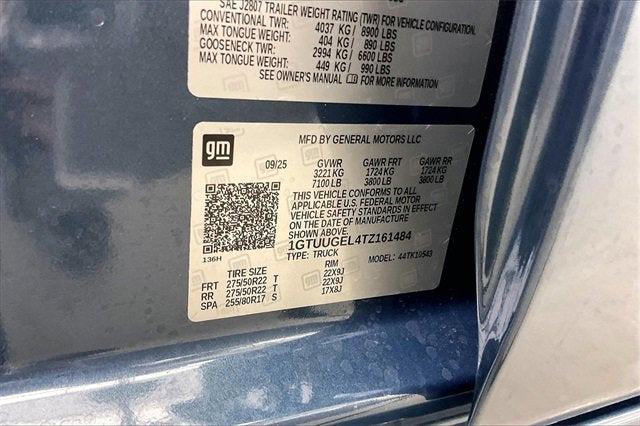 SAE J2807 TRAILER WEIGHT RATING (TWR) FOR VEHICLE CONFIGURATION.
CONVENTIONAL TWR: 4037 KG / 8900 LBS
MAX TONGUE WEIGHT: 404 KG / 890 LBS
GOOSENECK TWR: 2994 KG / 6600 LBS
MAX TONGUE WEIGHT: 449 KG / 990 LBS
SEE OWNER'S MANUAL FOR MORE INFORMATION
gm
MFD BY GENERAL MOTORS LLC
09/25 GVWR GAWR FRT GAWR RR
3221 KG 1724 KG 1724 KG
7100 LB 3800 LB 3800 LB
THIS VEHICLE CONFORMS TO ALL
APPLICABLE U.S. FEDERAL MOTOR
VEHICLE SAFETY STANDARDS IN
EFFECT ON THE DATE OF
MANUFACTURE SHOWN ABOVE.
1GTUUGEL4TZ161484
136H TYPE: TRUCK 44TK10543
TIRE SIZE RIM
FRT 275/50R22 T 22X9J
RR 275/50R22 T 22X9J
SPA 255/80R17 S 17X8J